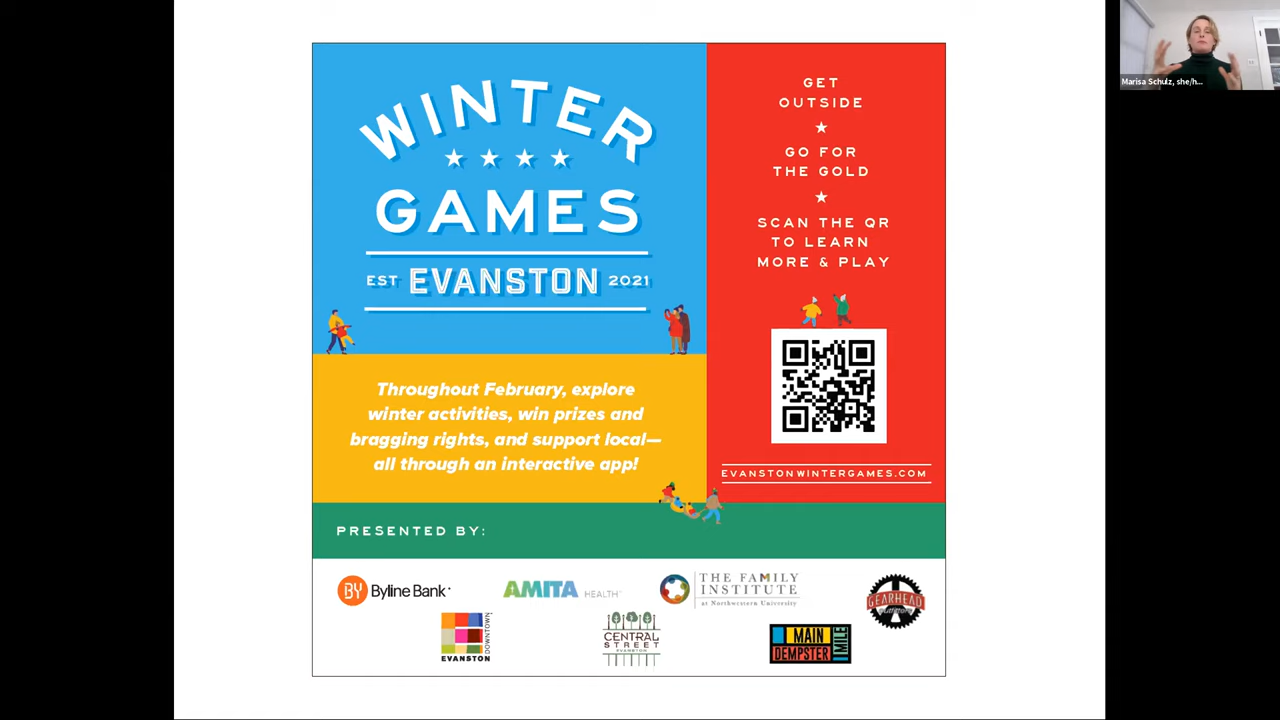 WINTER
GAMES
EST EVANSTON 2021
Throughout February, explore
winter activities, win prizes and
bragging rights, and support local—
all through an interactive app!
GET
OUTSIDE
GO FOR
THE GOLD
SCAN THE QR
TO LEARN
MORE & PLAY
EVANSTONWINTERGAMES.COM
PRESENTED BY:
BY Byline Bank
AMITA HEALTH
THE FAMILY
INSTITUTE
at Northwestern University
GEARHEAD
OUTFITTERS
DOWNTOWN
EVANSTON
CENTRAL
STREET
EVANSTON
MAIN
DEMPSTER
MILE
Marisa Schulz, she/h...